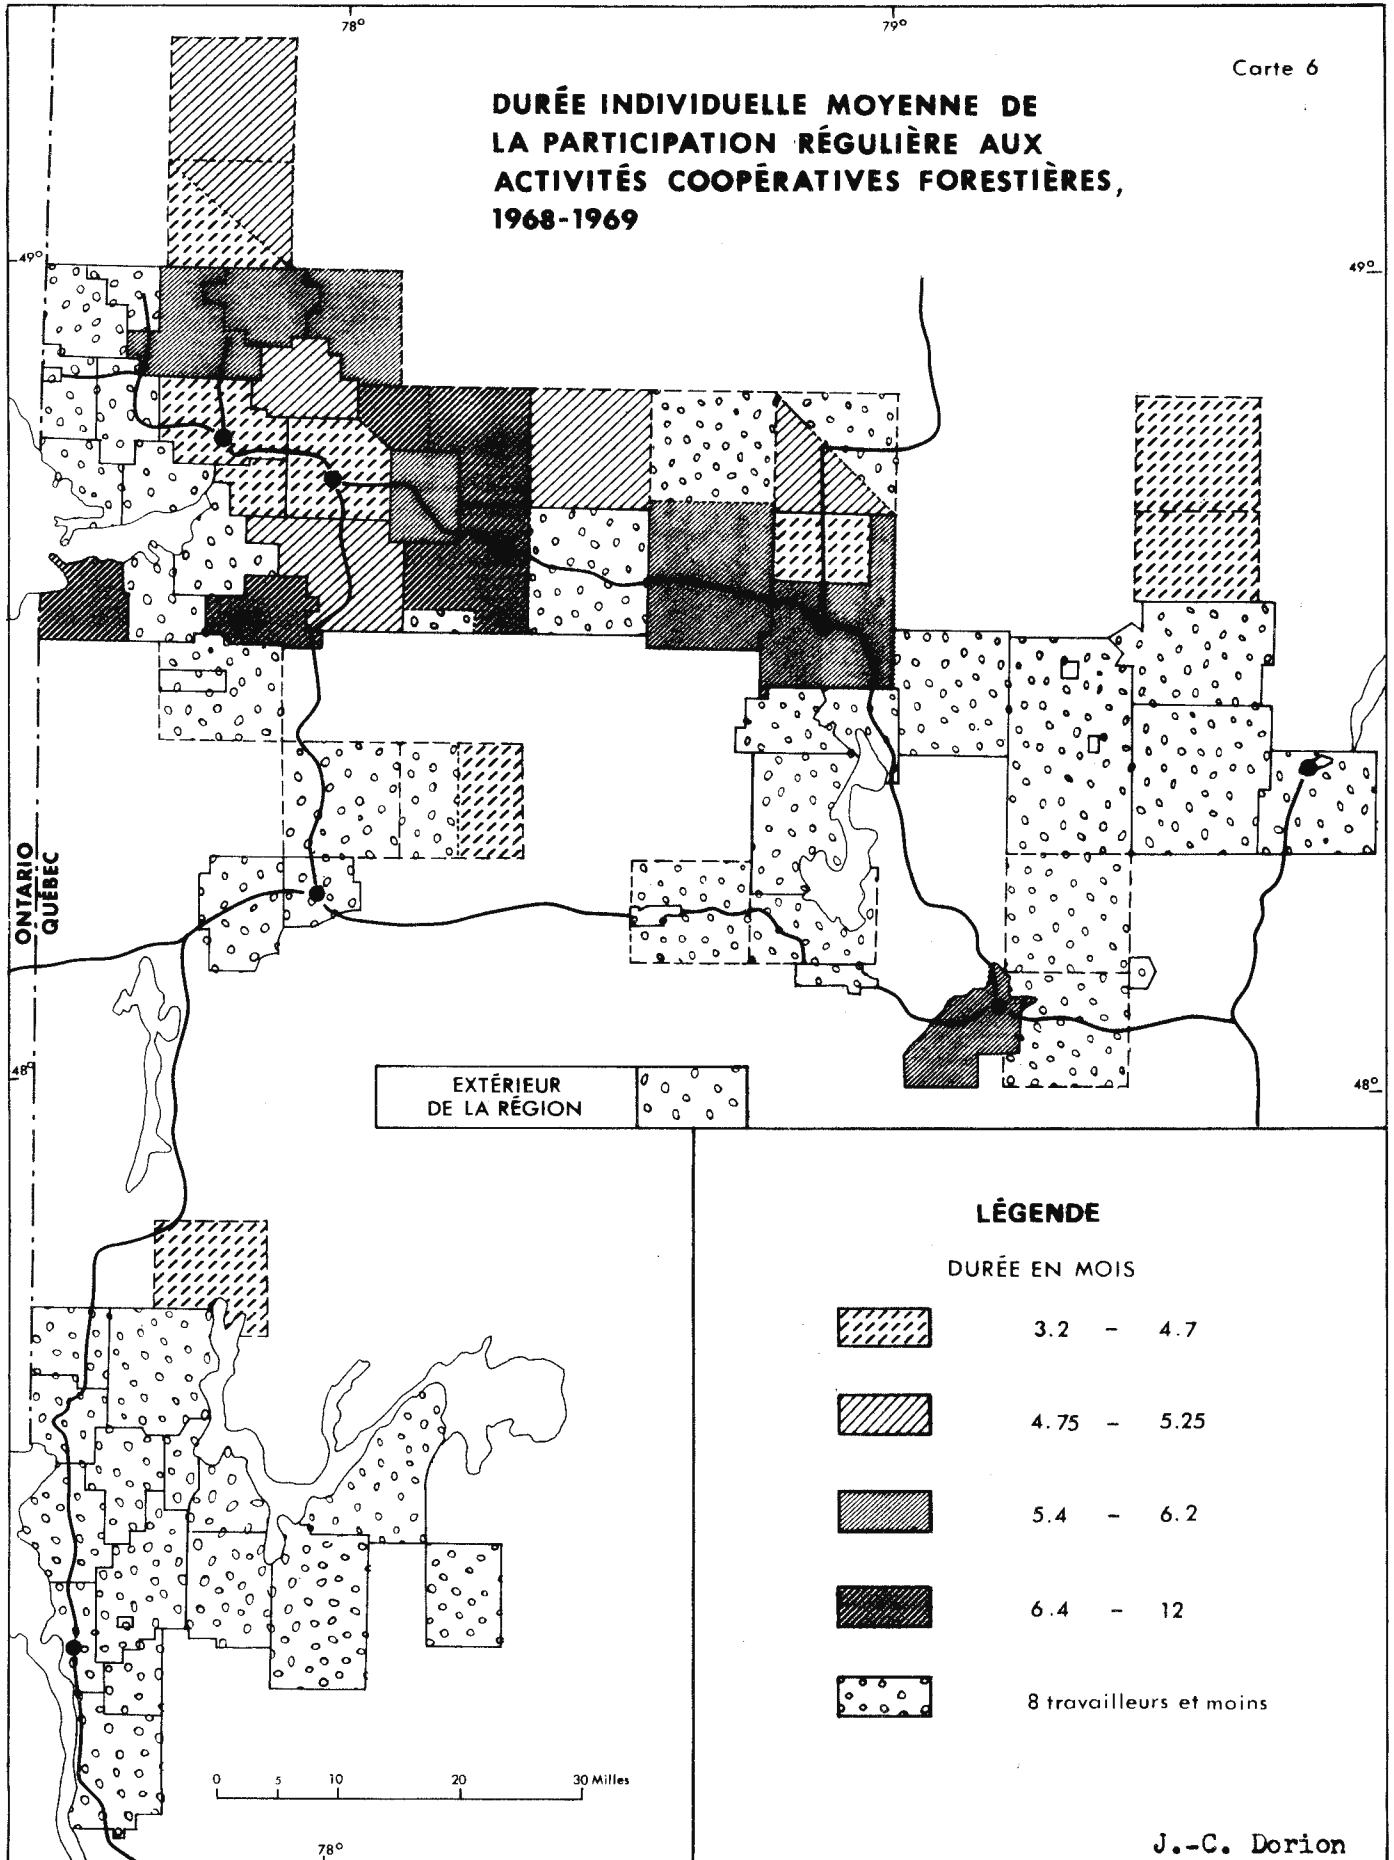 78°
79°
Carte 6
DURÉE INDIVIDUELLE MOYENNE DE
LA PARTICIPATION RÉGULIÈRE AUX
ACTIVITÉS COOPÉRATIVES FORESTIÈRES,
1968-1969
49°
49°
ONTARIO
QUÉBEC
48°
48°
EXTÉRIEUR
DE LA RÉGION
LÉGENDE
DURÉE EN MOIS
3.2 - 4.7
4.75 - 5.25
5.4 - 6.2
6.4 - 12
8 travailleurs et moins
0 5 10 20 30 Milles
78°
J.-C. Dorion